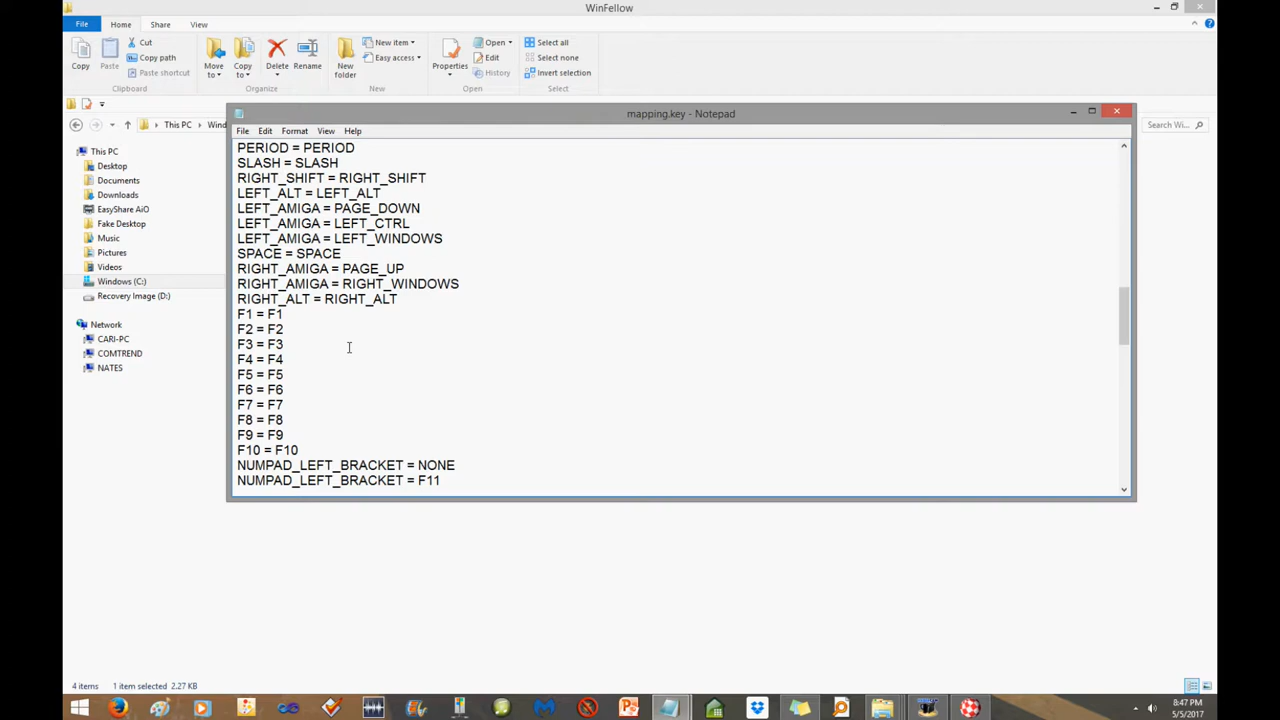 WinFellow
File
Home
Share
View
Copy
Paste
Cut
Copy path
Paste shortcut
Clipboard
Move to
Copy to
Delete
Rename
Organize
New folder
New item
Easy access
New
Properties
Open
Edit
History
Open
Select all
Select none
Invert selection
Select
This PC
Wind
Search Wi...
This PC
Desktop
Documents
Downloads
EasyShare AiO
Fake Desktop
Music
Pictures
Videos
Windows (C:)
Recovery Image (D:)
Network
CARI-PC
COMTREND
NATES
mapping.key - Notepad
File Edit Format View Help
PERIOD = PERIOD
SLASH = SLASH
RIGHT_SHIFT = RIGHT_SHIFT
LEFT_ALT = LEFT_ALT
LEFT_AMIGA = PAGE_DOWN
LEFT_AMIGA = LEFT_CTRL
LEFT_AMIGA = LEFT_WINDOWS
SPACE = SPACE
RIGHT_AMIGA = PAGE_UP
RIGHT_AMIGA = RIGHT_WINDOWS
RIGHT_ALT = RIGHT_ALT
F1 = F1
F2 = F2
F3 = F3
F4 = F4
F5 = F5
F6 = F6
F7 = F7
F8 = F8
F9 = F9
F10 = F10
NUMPAD_LEFT_BRACKET = NONE
NUMPAD_LEFT_BRACKET = F11
4 items 1 item selected 2.27 KB
8:47 PM
5/5/2017